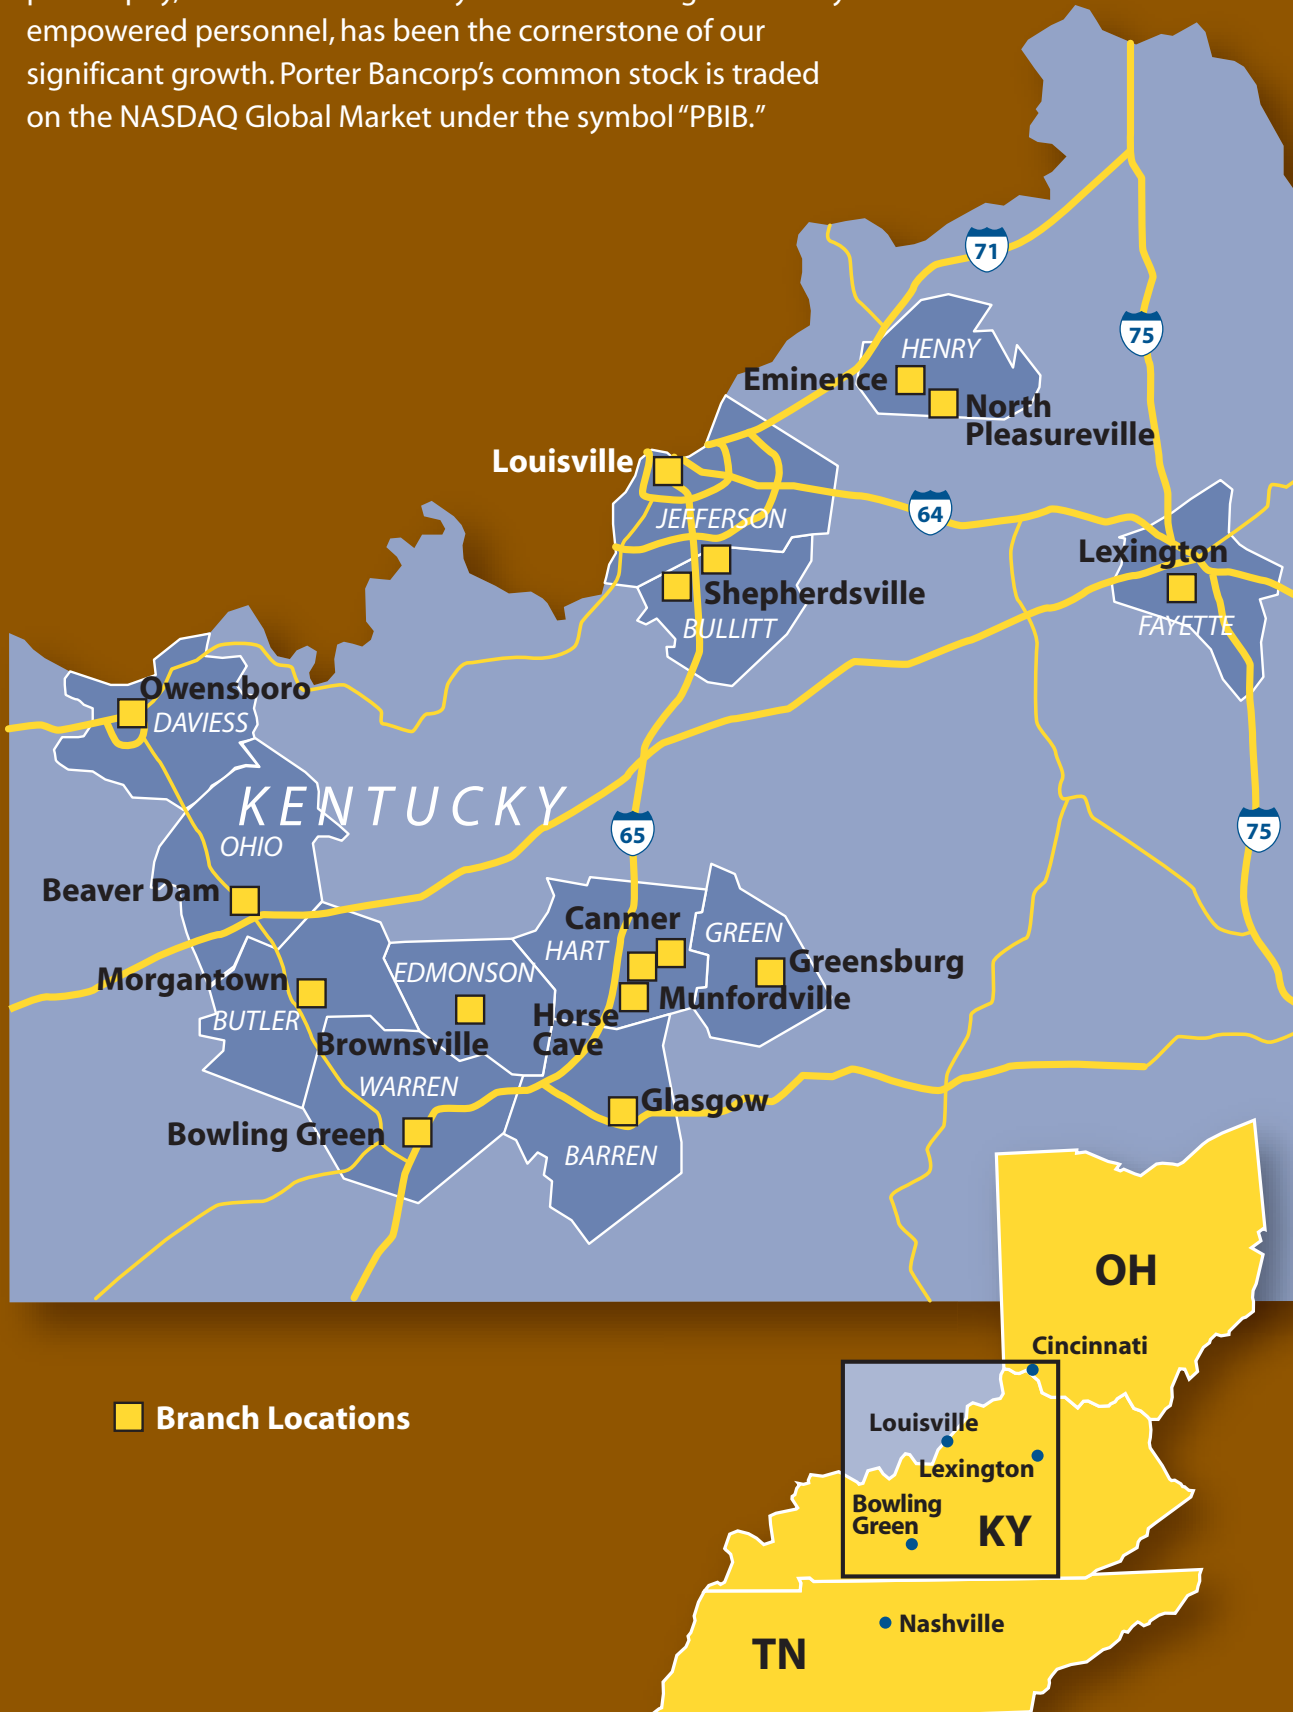 empowered personnel, has been the cornerstone of our
significant growth. Porter Bancorp’s common stock is traded
on the NASDAQ Global Market under the symbol “PBIB.”
71
75
HENRY
Eminence
North
Pleasureville
Louisville
JEFFERSON
64
Lexington
Shepherdsville
BULLITT
FAYETTE
Owensboro
DAVIESS
KENTUCKY
65
75
OHIO
Beaver Dam
Canmer
HART
GREEN
Greensburg
Morgantown
EDMONSON
Munfordville
BUTLER
Horse
Cave
Brownsville
WARREN
Glasgow
Bowling Green
BARREN
OH
Cincinnati
Branch Locations
Louisville
Lexington
Bowling
Green
KY
Nashville
TN